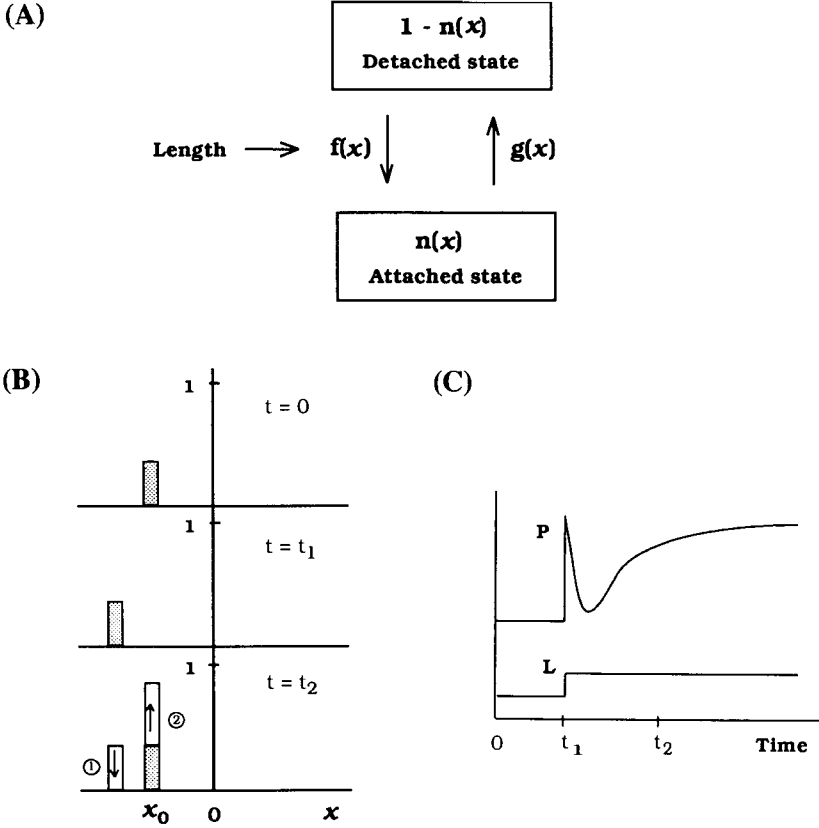 (A)
1 - n(x)
Detached state
Length
f(x)
g(x)
n(x)
Attached state
(B)
1
t = 0
1
t = t₁
1
t = t₂
①
②
x₀
0
x
(C)
P
L
0
t₁
t₂
Time